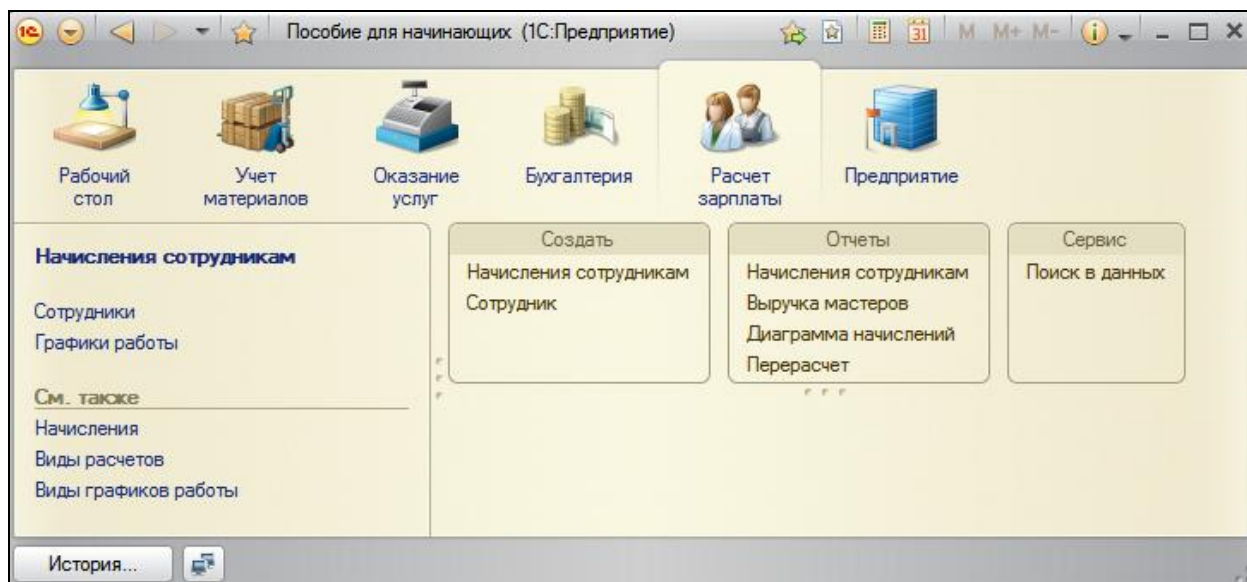 1С Пособие для начинающих (1С:Предприятие) 31 M M+ M-
Рабочий стол
Учет материалов
Оказание услуг
Бухгалтерия
Расчет зарплаты
Предприятие
Начисления сотрудникам
Сотрудники
Графики работы
См. также
Начисления
Виды расчетов
Виды графиков работы
Создать
Начисления сотрудникам
Сотрудник
Отчеты
Начисления сотрудникам
Выручка мастеров
Диаграмма начислений
Перерасчет
Сервис
Поиск в данных
История...